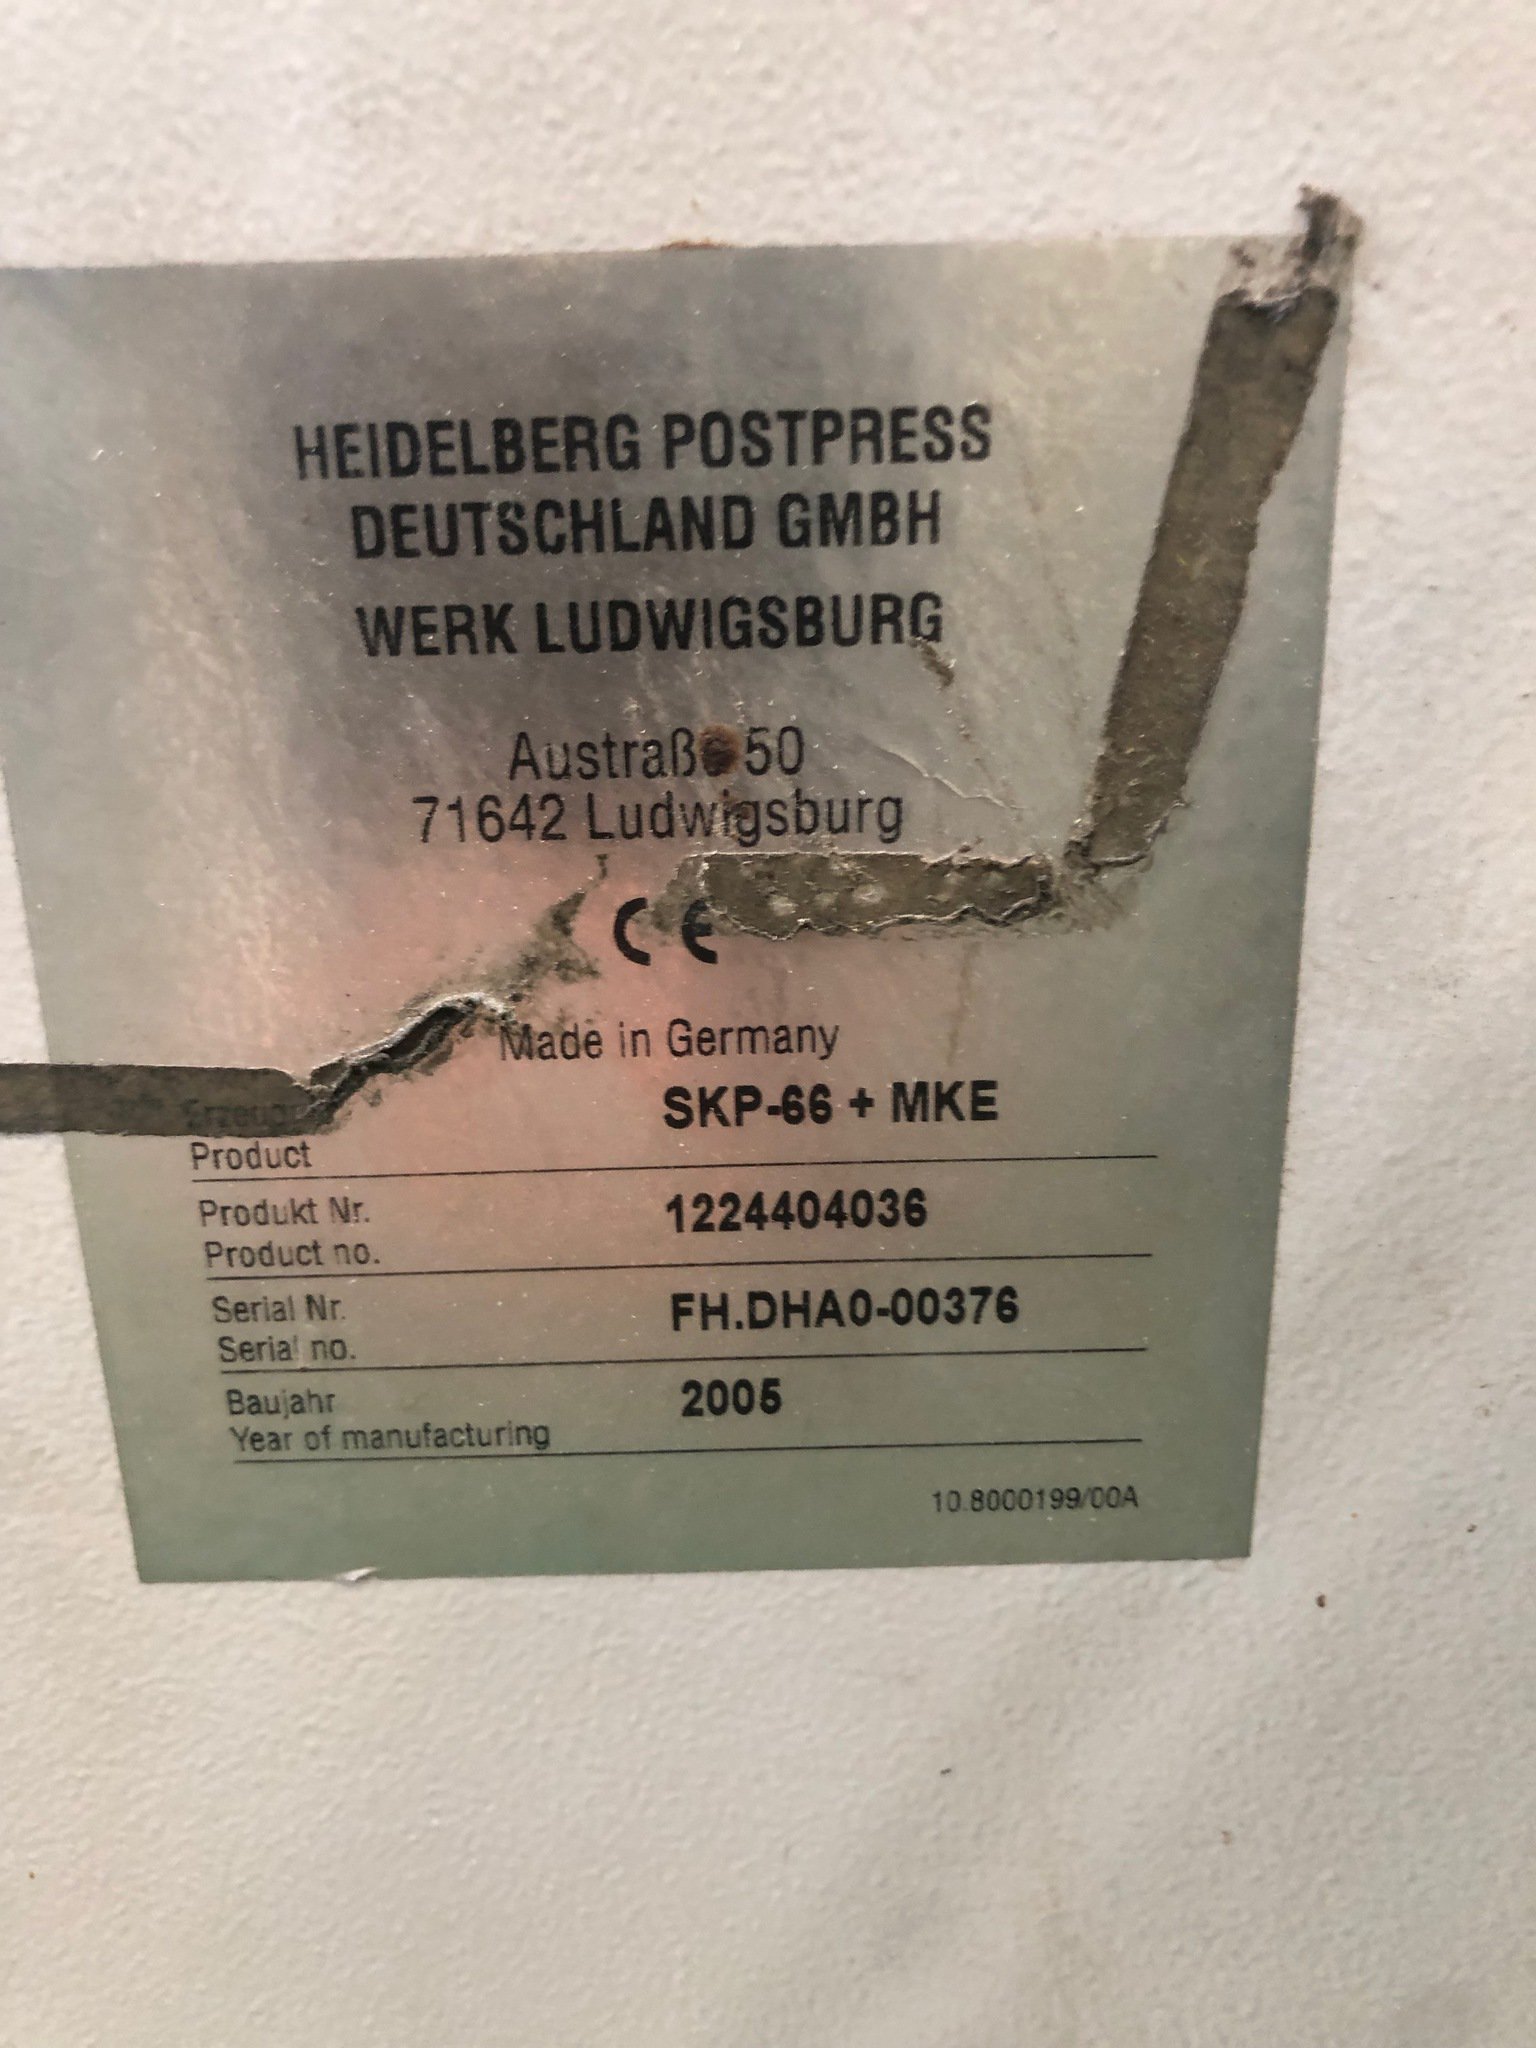 HEIDELBERG POSTPRESS
DEUTSCHLAND GMBH
WERK LUDWIGSBURG
Austraße 50
71642 Ludwigsburg
CE
Made in Germany
SKP-66 + MKE
Product
Produkt Nr. 1224404036
Product no.
Serial Nr. FH.DHA0-00376
Serial no.
Baujahr 2005
Year of manufacturing
10.8000199/00A